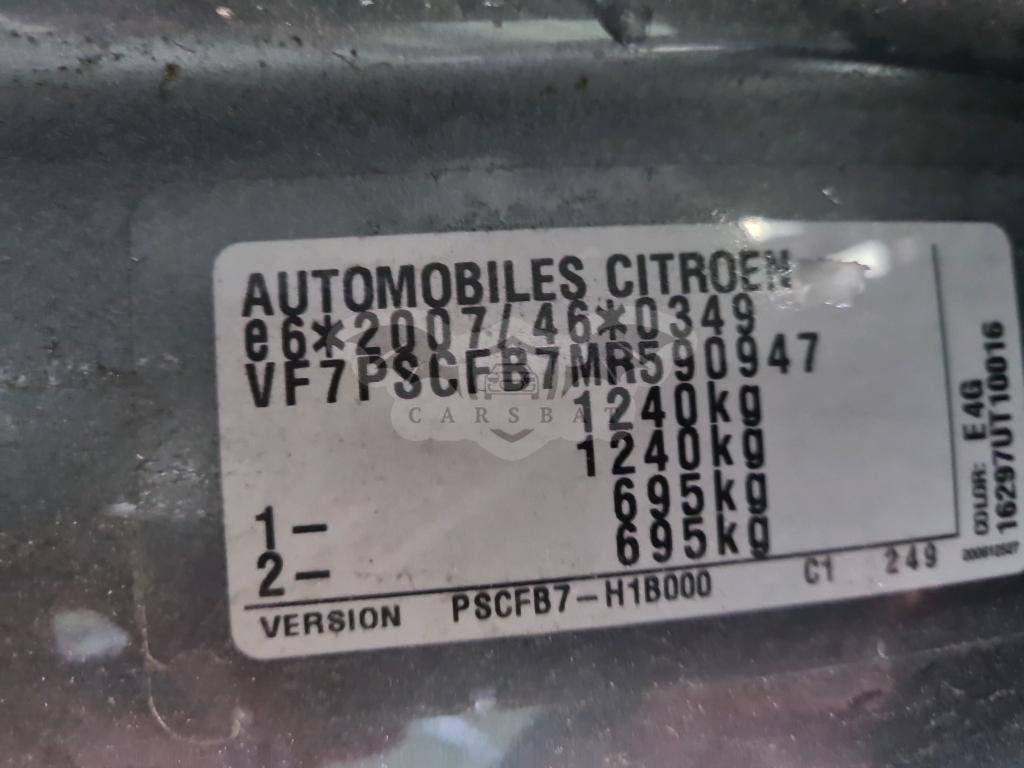 AUTOMOBILES CITROEN
e6*2007/46*0349
VF7PSCFB7MR590947
1240kg
1240kg
1- 695kg
2- 695kg
VERSION PSCFB7-H1B000 C1 249
COLOR: E4G
16297UT10016
CARSBAT